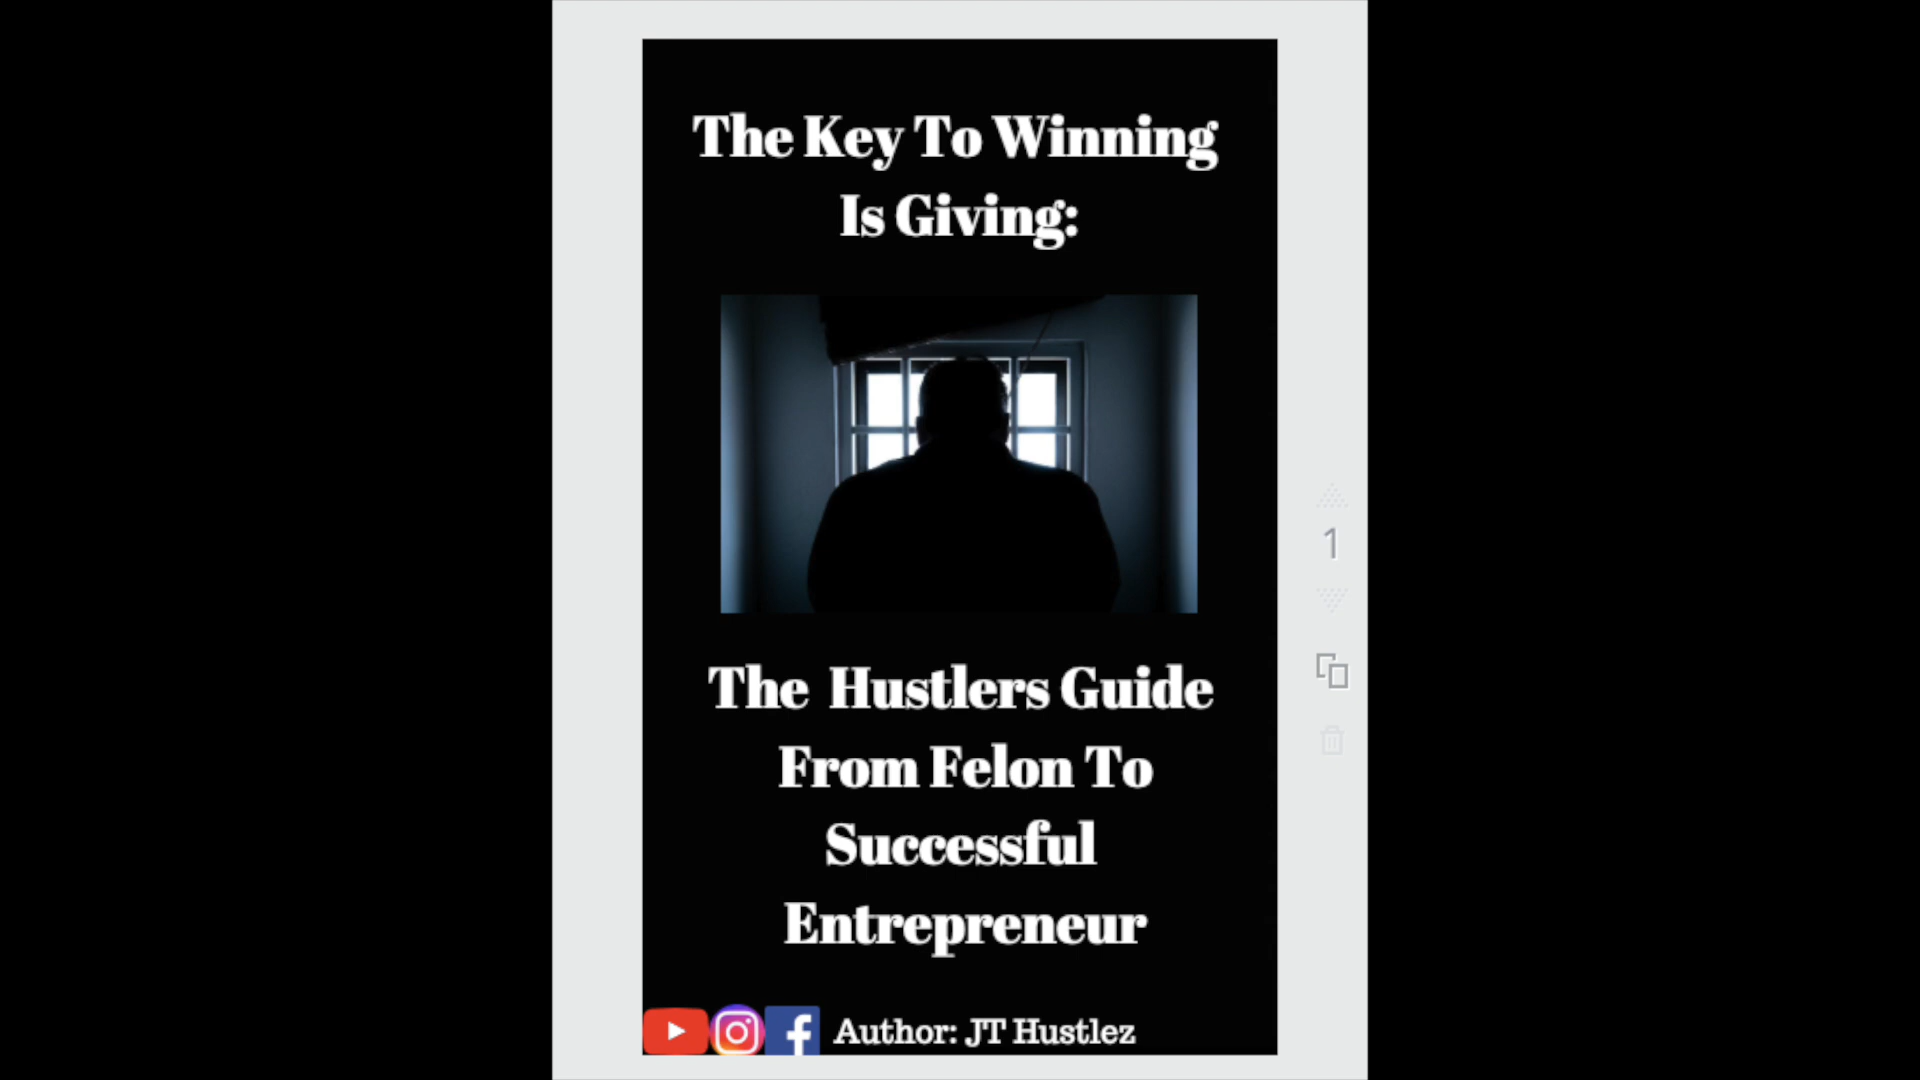 The Key To Winning
Is Giving:
The Hustlers Guide
From Felon To
Successful
Entrepreneur
Author: JT Hustlez
1